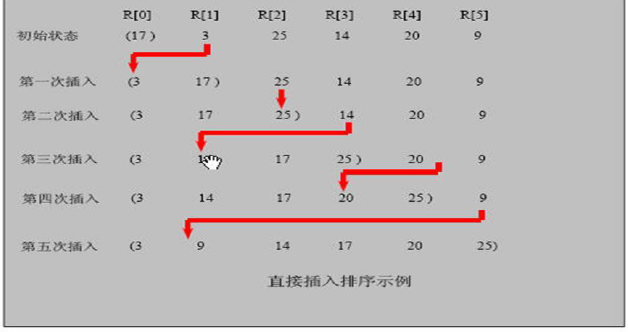 R[0] R[1] R[2] R[3] R[4] R[5]
初始状态 (17) 3 25 14 20 9
第一次插入 (3 17) 25 14 20 9
第二次插入 (3 17 25) 14 20 9
第三次插入 (3 17 25) 20 9
第四次插入 (3 14 17 20 25) 9
第五次插入 (3 9 14 17 20 25)
直接插入排序示例